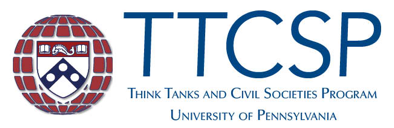 TTCSP
THINK TANKS AND CIVIL SOCIETIES PROGRAM
UNIVERSITY OF PENNSYLVANIA